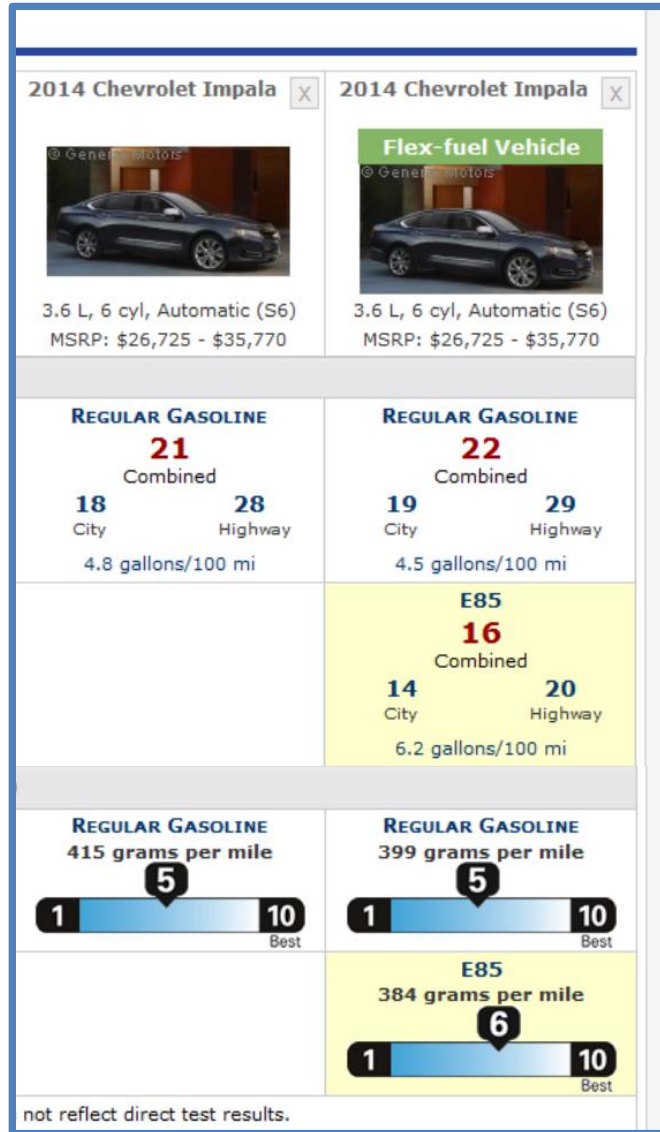 2014 Chevrolet Impala X
2014 Chevrolet Impala X
© General Motors
Flex-fuel Vehicle
© General Motors
3.6 L, 6 cyl, Automatic (S6)
MSRP: $26,725 - $35,770
3.6 L, 6 cyl, Automatic (S6)
MSRP: $26,725 - $35,770
REGULAR GASOLINE
21
Combined
18 28
City Highway
4.8 gallons/100 mi
REGULAR GASOLINE
22
Combined
19 29
City Highway
4.5 gallons/100 mi
E85
16
Combined
14 20
City Highway
6.2 gallons/100 mi
)
REGULAR GASOLINE
415 grams per mile
5
1 10
Best
REGULAR GASOLINE
399 grams per mile
5
1 10
Best
E85
384 grams per mile
6
1 10
Best
not reflect direct test results.